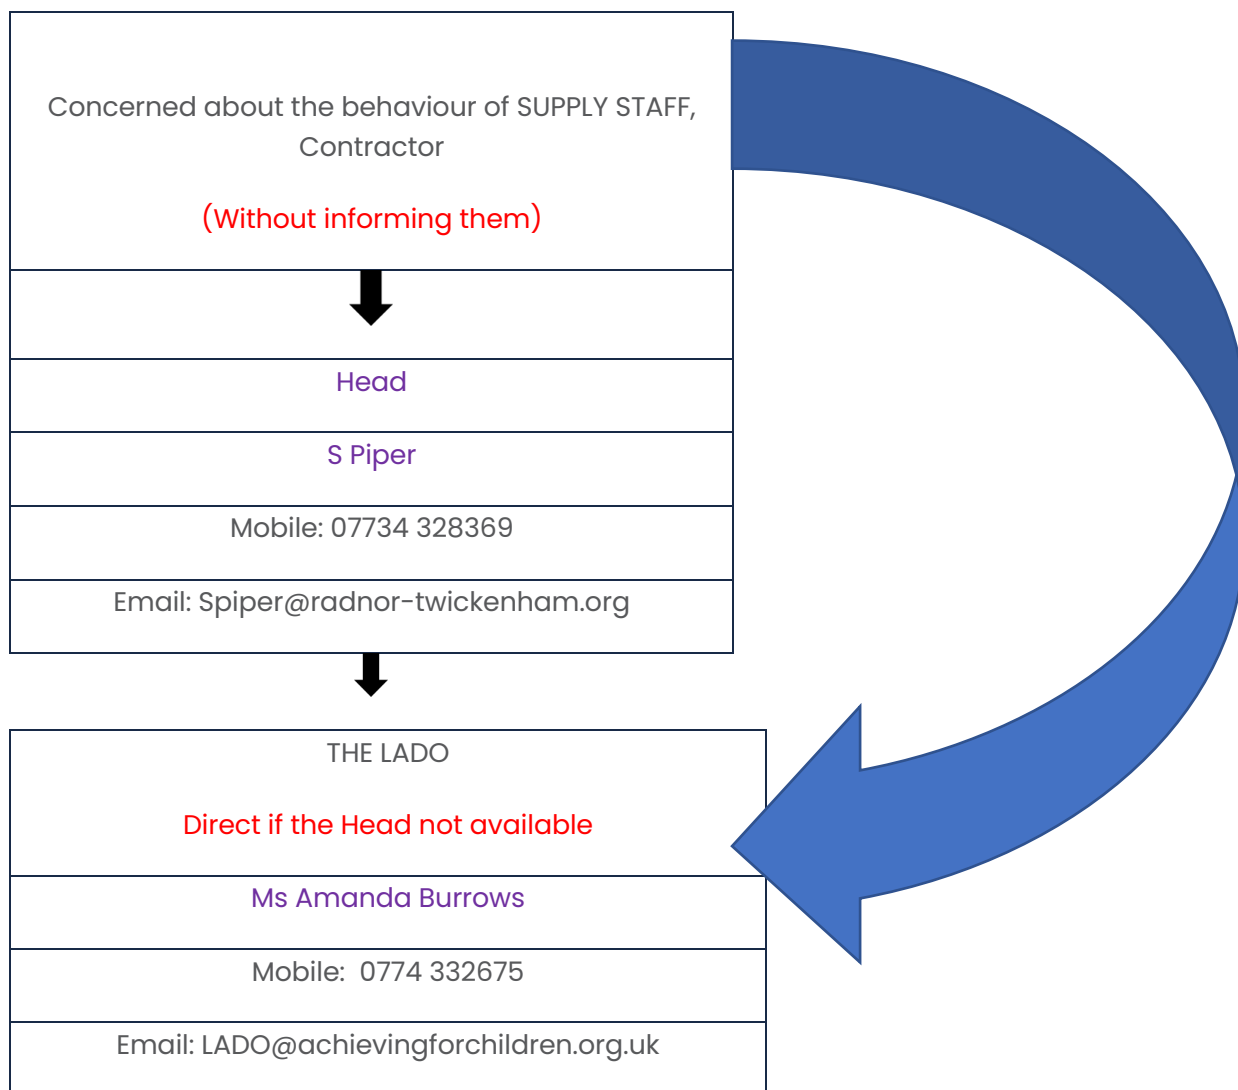 Concerned about the behaviour of SUPPLY STAFF,
Contractor
(Without informing them)
Head
S Piper
Mobile: 07734 328369
Email: Spiper@radnor-twickenham.org
THE LADO
Direct if the Head not available
Ms Amanda Burrows
Mobile:  0774 332675
Email: LADO@achievingforchildren.org.uk